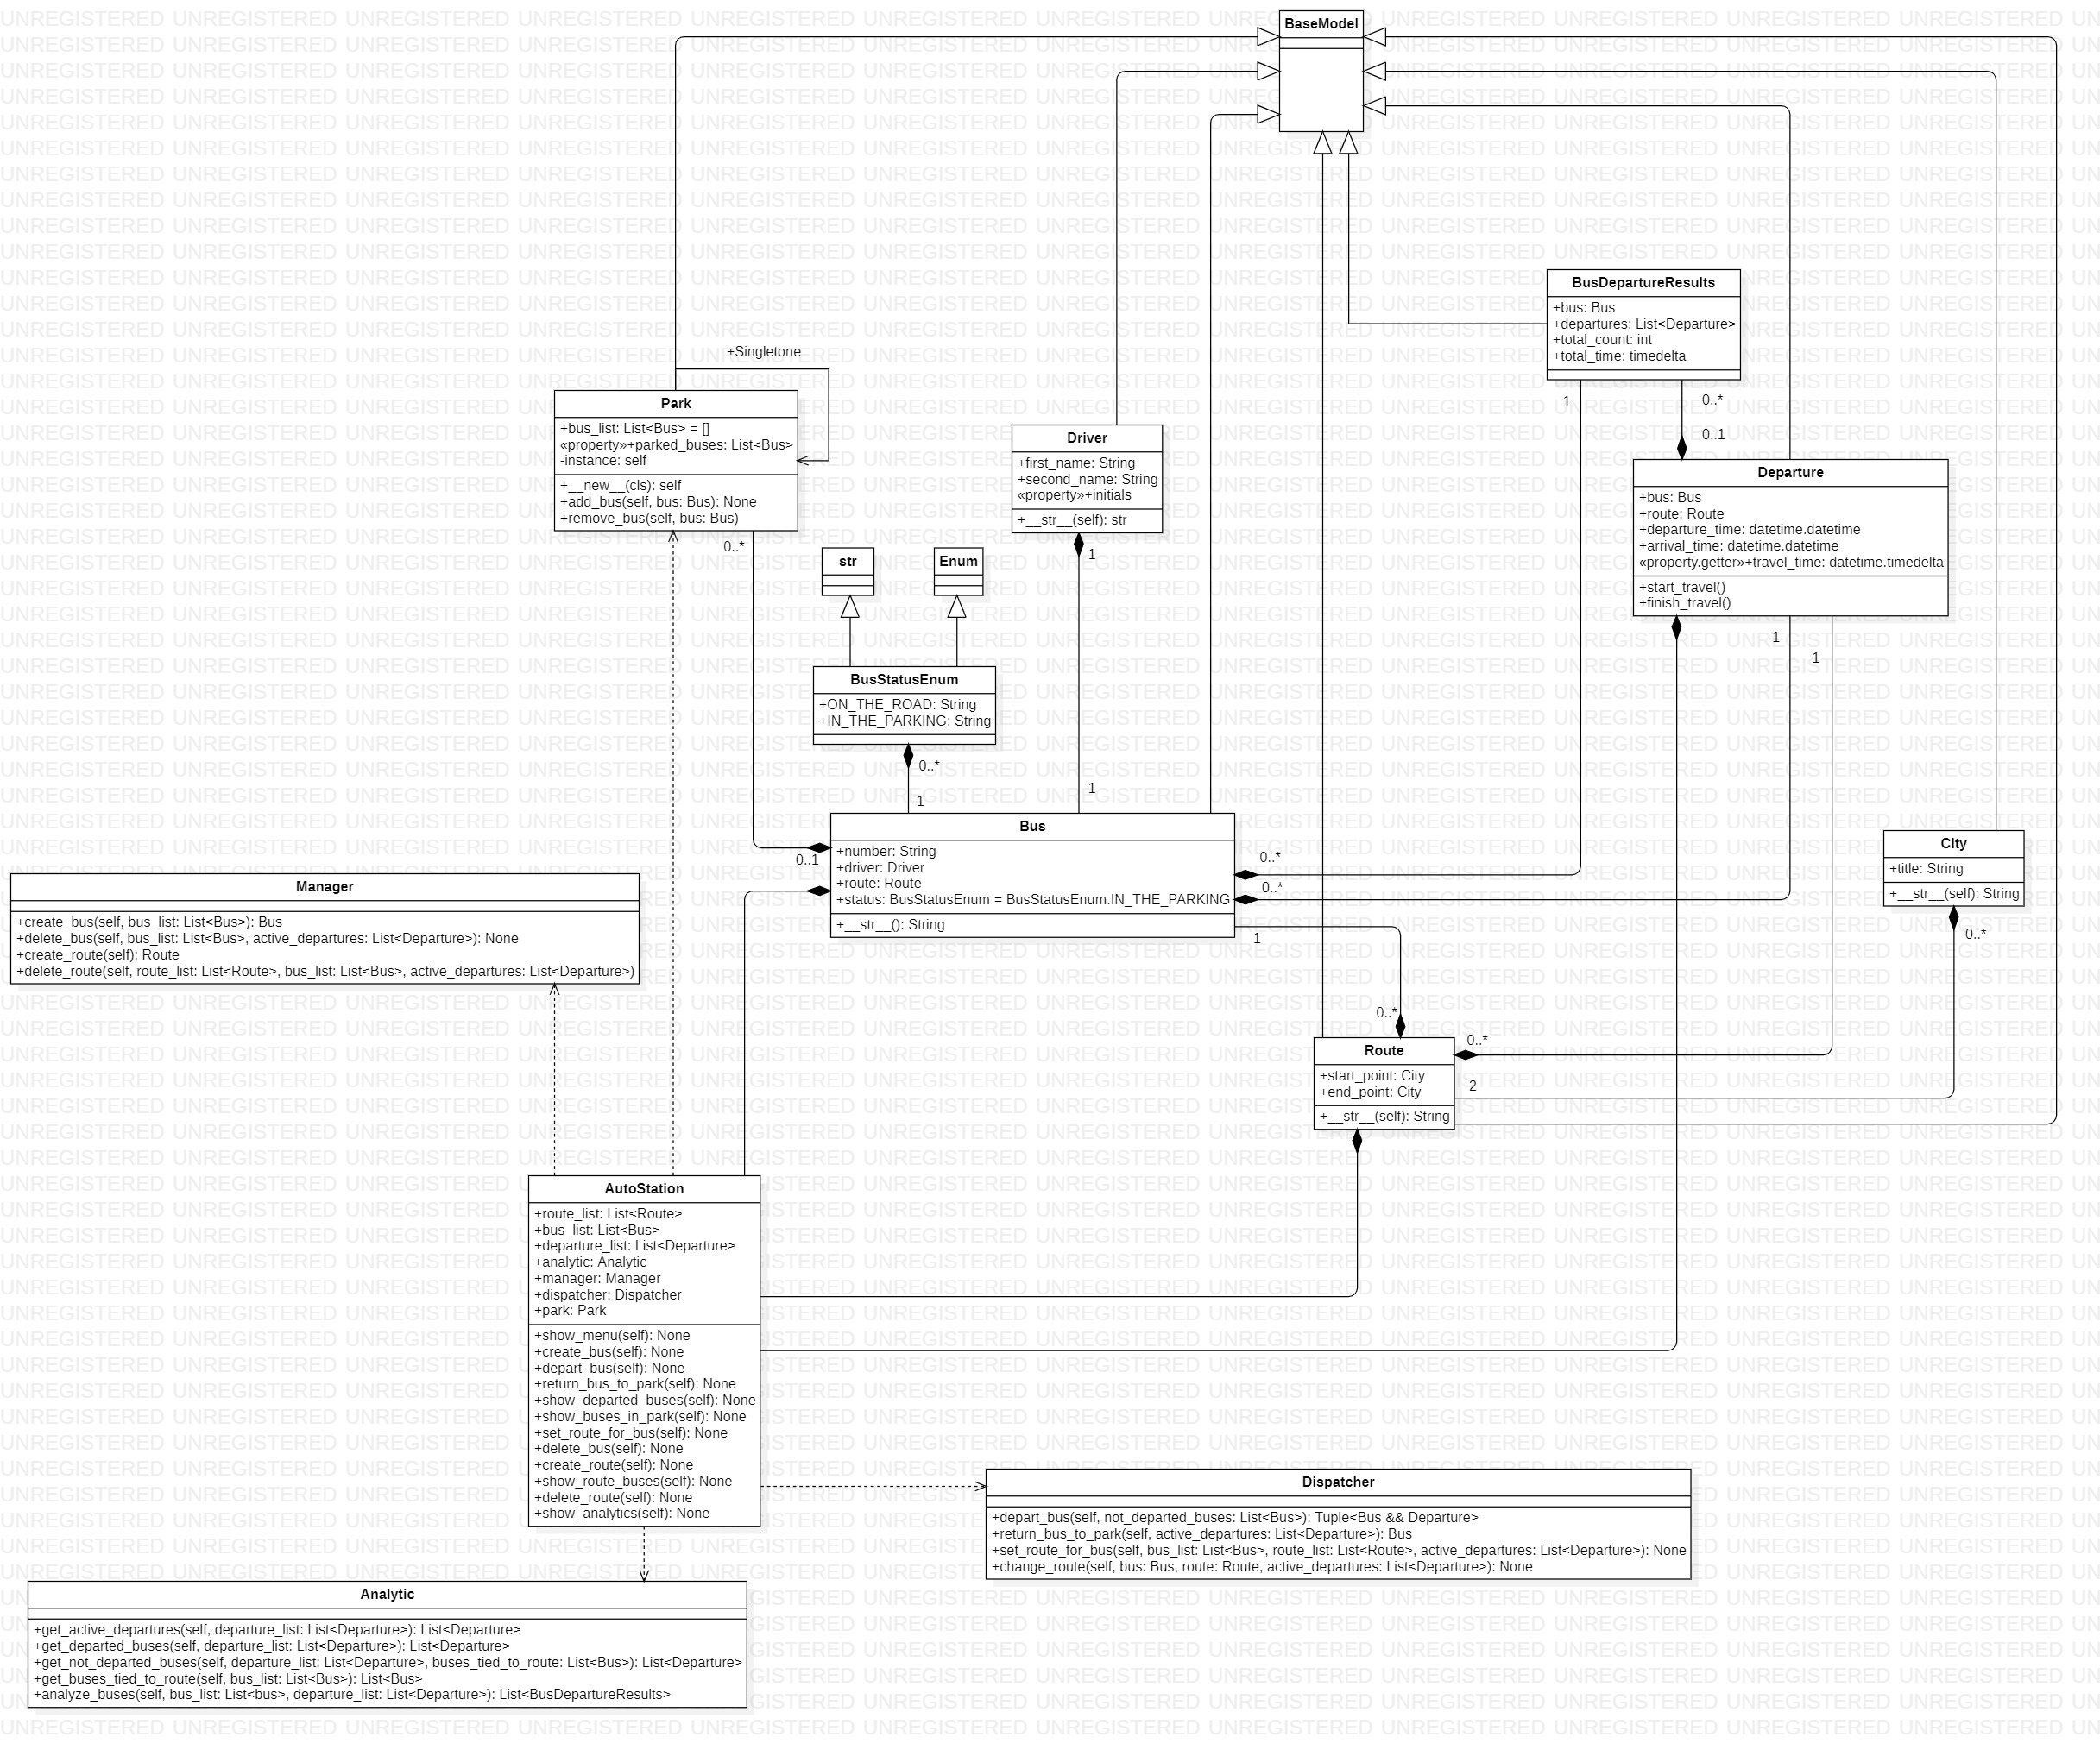 BaseModel
BusDepartureResults
+bus: Bus
+departures: List<Departure>
+total_count: int
+total_time: timedelta
1
0..*
0..1
+Singletone
Park
+bus_list: List<Bus> = []
«property»+parked_buses: List<Bus>
-instance: self
+__new__(cls): self
+add_bus(self, bus: Bus): None
+remove_bus(self, bus: Bus)
0..*
Driver
+first_name: String
+second_name: String
«property»+initials
+__str__(self): str
1
1
Departure
+bus: Bus
+route: Route
+departure_time: datetime.datetime
+arrival_time: datetime.datetime
«property.getter»+travel_time: datetime.timedelta
+start_travel()
+finish_travel()
1
1
str
Enum
BusStatusEnum
+ON_THE_ROAD: String
+IN_THE_PARKING: String
0..*
1
Bus
+number: String
+driver: Driver
+route: Route
+status: BusStatusEnum = BusStatusEnum.IN_THE_PARKING
+__str__(): String
0..1
0..*
0..*
1
City
+title: String
+__str__(self): String
0..*
Manager
+create_bus(self, bus_list: List<Bus>): Bus
+delete_bus(self, bus_list: List<Bus>, active_departures: List<Departure>): None
+create_route(self): Route
+delete_route(self, route_list: List<Route>, bus_list: List<Bus>, active_departures: List<Departure>)
0..*
Route
+start_point: City
+end_point: City
+__str__(self): String
0..*
2
AutoStation
+route_list: List<Route>
+bus_list: List<Bus>
+departure_list: List<Departure>
+analytic: Analytic
+manager: Manager
+dispatcher: Dispatcher
+park: Park
+show_menu(self): None
+create_bus(self): None
+depart_bus(self): None
+return_bus_to_park(self): None
+show_departed_buses(self): None
+show_buses_in_park(self): None
+set_route_for_bus(self): None
+delete_bus(self): None
+create_route(self): None
+show_route_buses(self): None
+delete_route(self): None
+show_analytics(self): None
Dispatcher
+depart_bus(self, not_departed_buses: List<Bus>): Tuple<Bus && Departure>
+return_bus_to_park(self, active_departures: List<Departure>): Bus
+set_route_for_bus(self, bus_list: List<Bus>, route_list: List<Route>, active_departures: List<Departure>): None
+change_route(self, bus: Bus, route: Route, active_departures: List<Departure>): None
Analytic
+get_active_departures(self, departure_list: List<Departure>): List<Departure>
+get_departed_buses(self, departure_list: List<Departure>): List<Departure>
+get_not_departed_buses(self, departure_list: List<Departure>, buses_tied_to_route: List<Bus>): List<Departure>
+get_buses_tied_to_route(self, bus_list: List<Bus>): List<Bus>
+analyze_buses(self, bus_list: List<bus>, departure_list: List<Departure>): List<BusDepartureResults>
UNREGISTERED